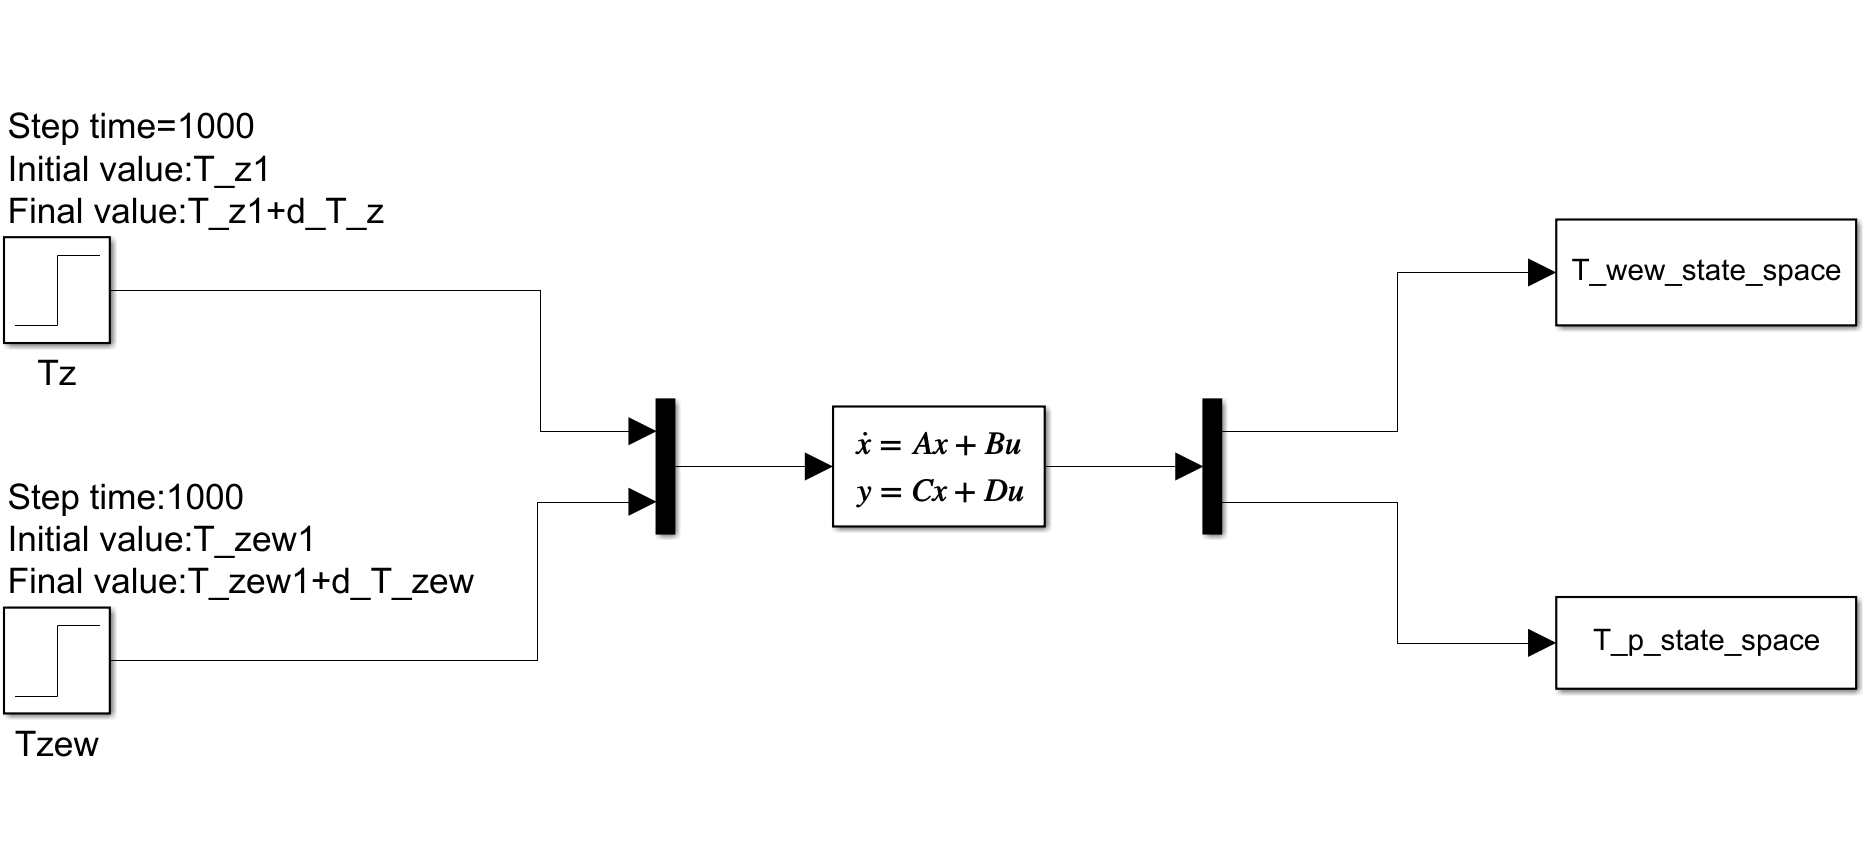 Step time=1000
Initial value:T_z1
Final value:T_z1+d_T_z
Tz
Step time:1000
Initial value:T_zew1
Final value:T_zew1+d_T_zew
Tzew
ẋ = Ax + Bu
y = Cx + Du
T_wew_state_space
T_p_state_space